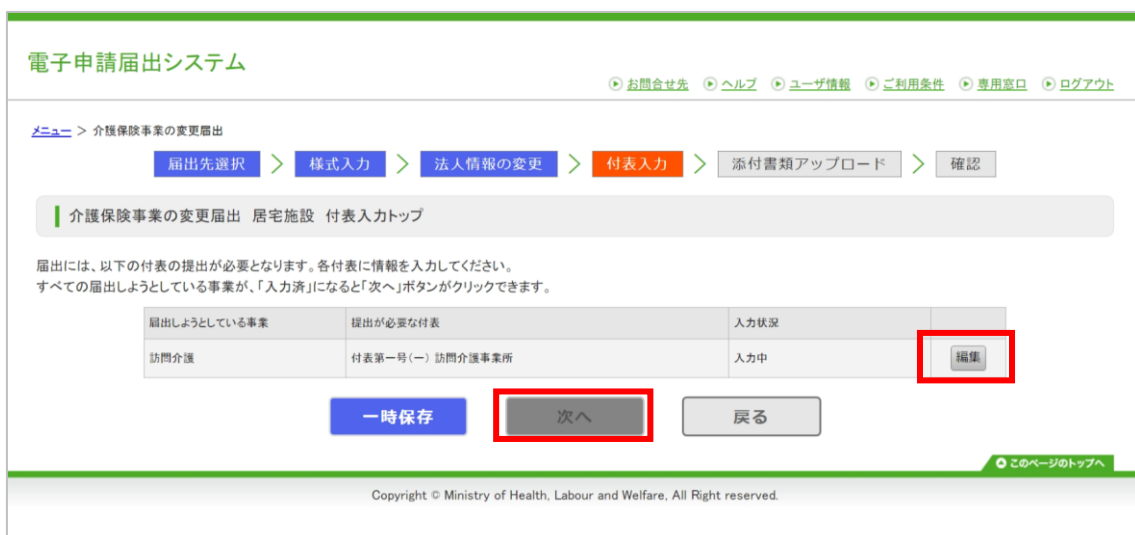 電子申請届出システム
お問合せ先 ヘルプ ユーザ情報 ご利用条件 専用窓口 ログアウト
メニュー > 介護保険事業の変更届出
届出先選択 > 様式入力 > 法人情報の変更 > 付表入力 > 添付書類アップロード > 確認
介護保険事業の変更届出 居宅施設 付表入力トップ
届出には、以下の付表の提出が必要となります。各付表に情報を入力してください。
すべての届出しようとしている事業が、「入力済」になると「次へ」ボタンがクリックできます。
届出しようとしている事業 提出が必要な付表 入力状況
訪問介護 付表第一号(一) 訪問介護事業所 入力中 編集
一時保存 次へ 戻る
このページのトップへ
Copyright © Ministry of Health, Labour and Welfare, All Right reserved.